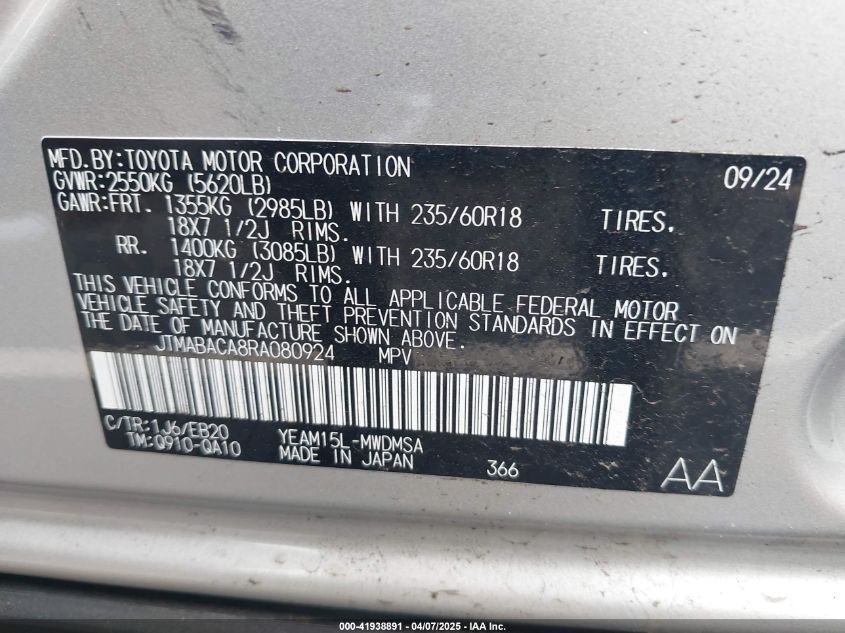 MFD.BY:TOYOTA MOTOR CORPORATION 09/24
GVWR:2550KG (5620LB)
GAWR:FRT. 1355KG (2985LB) WITH 235/60R18 TIRES.
18X7 1/2J RIMS.
RR. 1400KG (3085LB) WITH 235/60R18 TIRES.
18X7 1/2J RIMS.
THIS VEHICLE CONFORMS TO ALL APPLICABLE FEDERAL MOTOR
VEHICLE SAFETY AND THEFT PREVENTION STANDARDS IN EFFECT ON
THE DATE OF MANUFACTURE SHOWN ABOVE.
JTMABACA8RA080924 MPV
C/TR:1J6/EB20 YEAM15L-MWDMSA
TM:Q910-QA10 MADE IN JAPAN 366 AA
000-41938891 - 04/07/2025 - IAA, Inc.